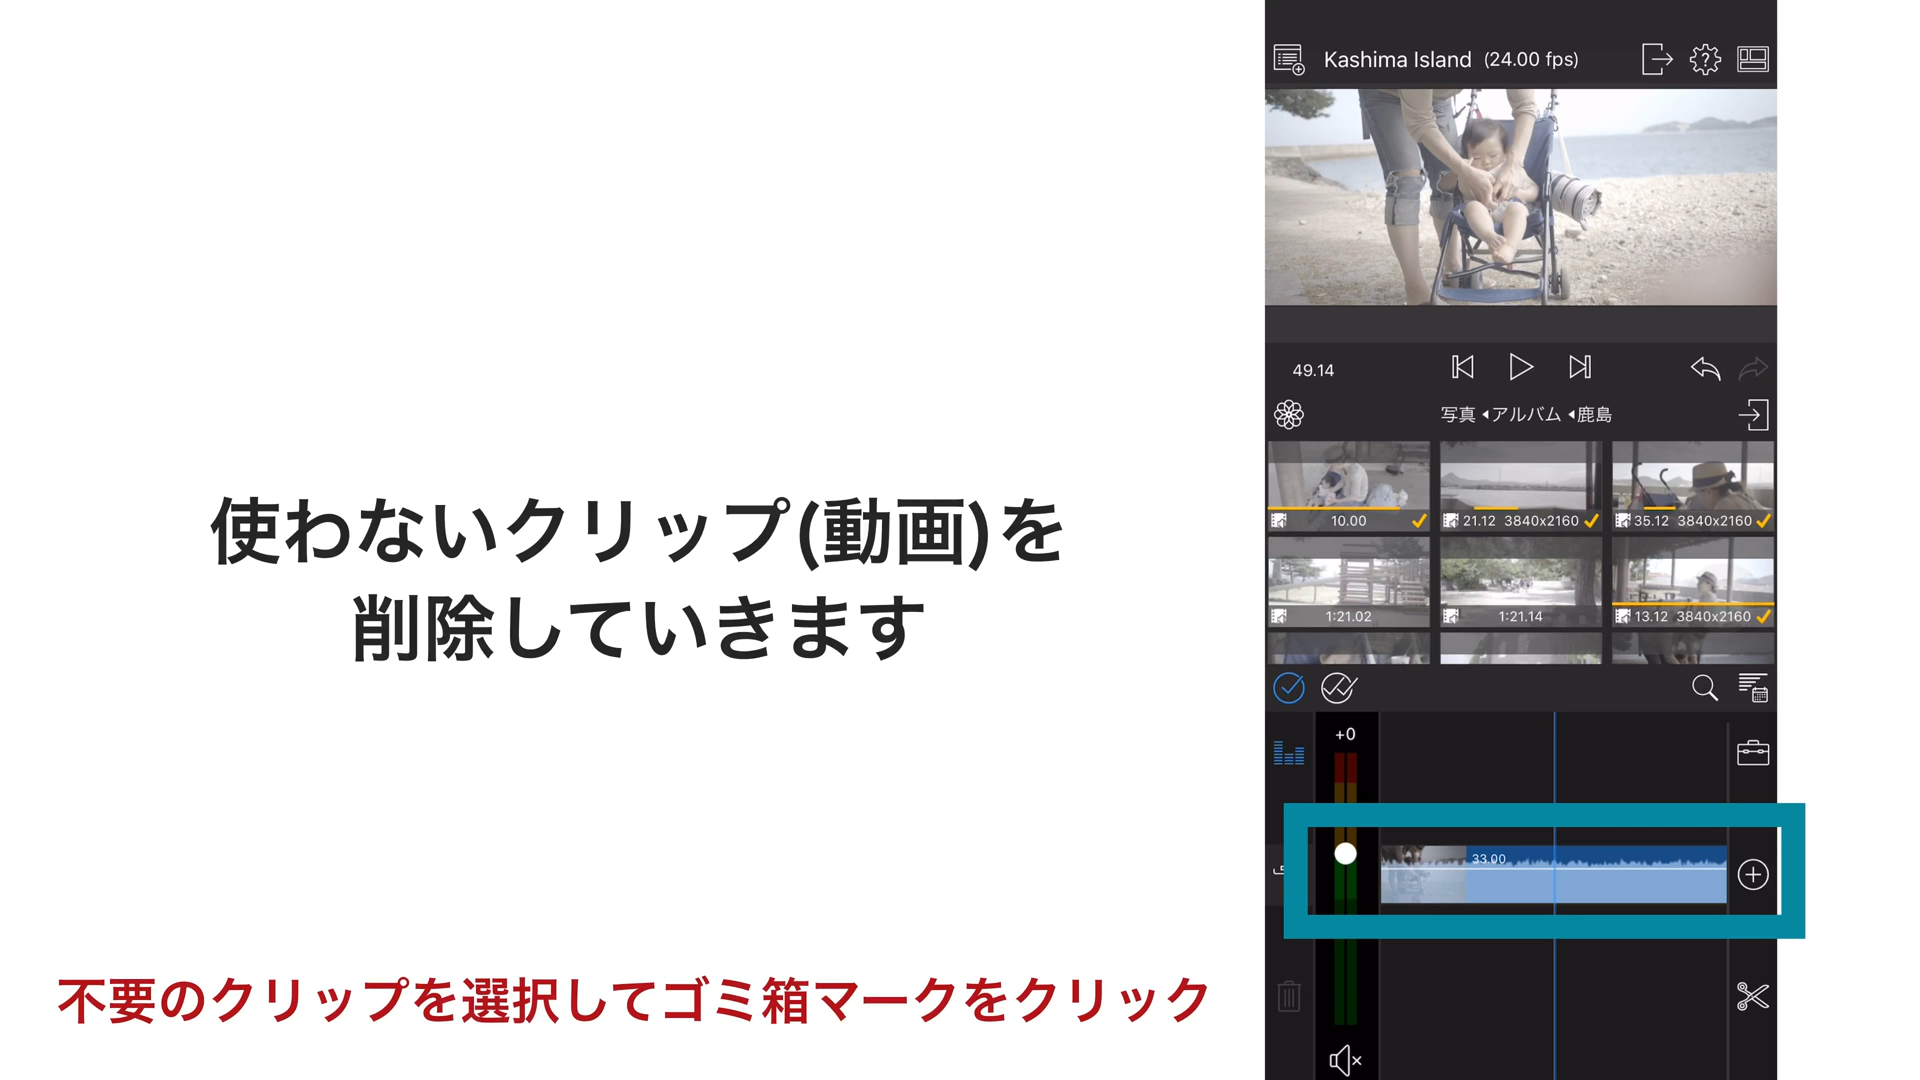 使わないクリップ(動画)を
削除していきます
不要のクリップを選択してゴミ箱マークをクリック
Kashima Island (24.00 fps)
49.14
写真 ◂アルバム ◂鹿島
10.00
21.12 3840x2160
35.12 3840x2160
1:21.02
1:21.14
13.12 3840x2160
+0
33.00